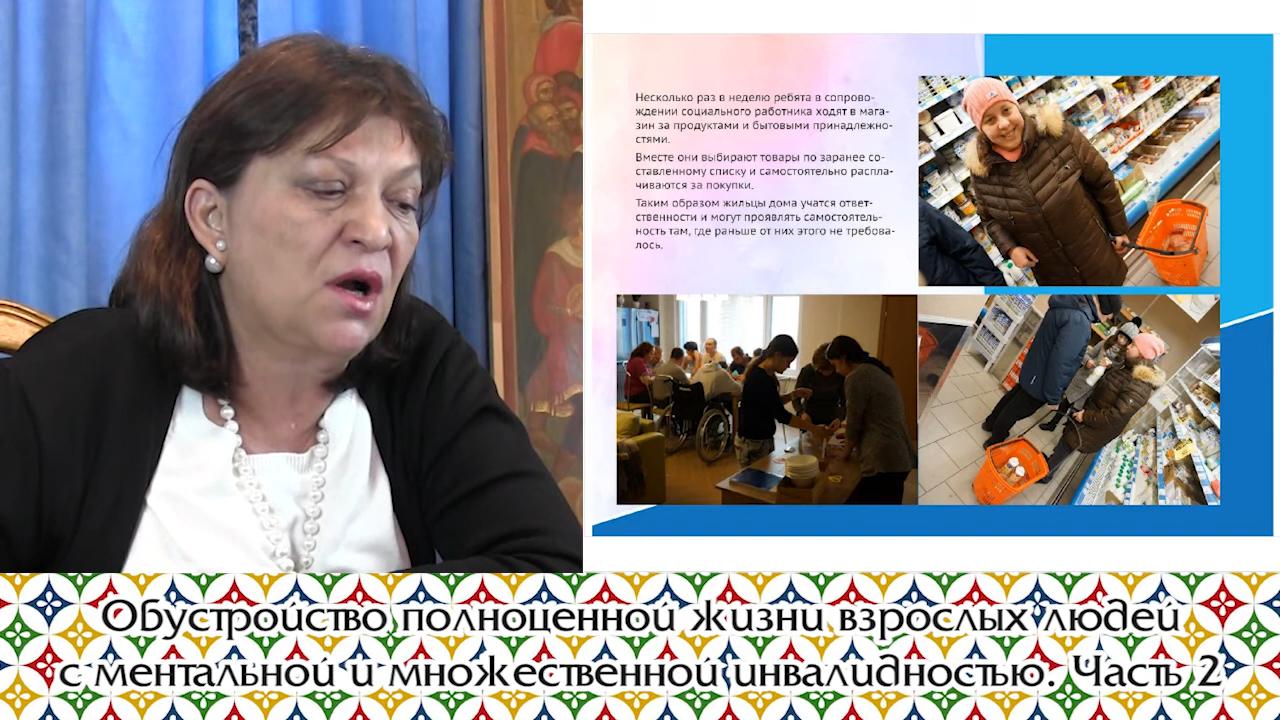 Несколько раз в неделю ребята в сопрово-
ждении социального работника ходят в мага-
зин за продуктами и бытовыми принадлежно-
стями.
Вместе они выбирают товары по заранее со-
ставленному списку и самостоятельно распла-
чиваются за покупки.
Таким образом жильцы дома учатся ответ-
ственности и могут проявлять самостоятель-
ность там, где раньше от них этого не требова-
лось.
Обустройство полноценной жизни взрослых людей
с ментальной и множественной инвалидностью. Часть 2